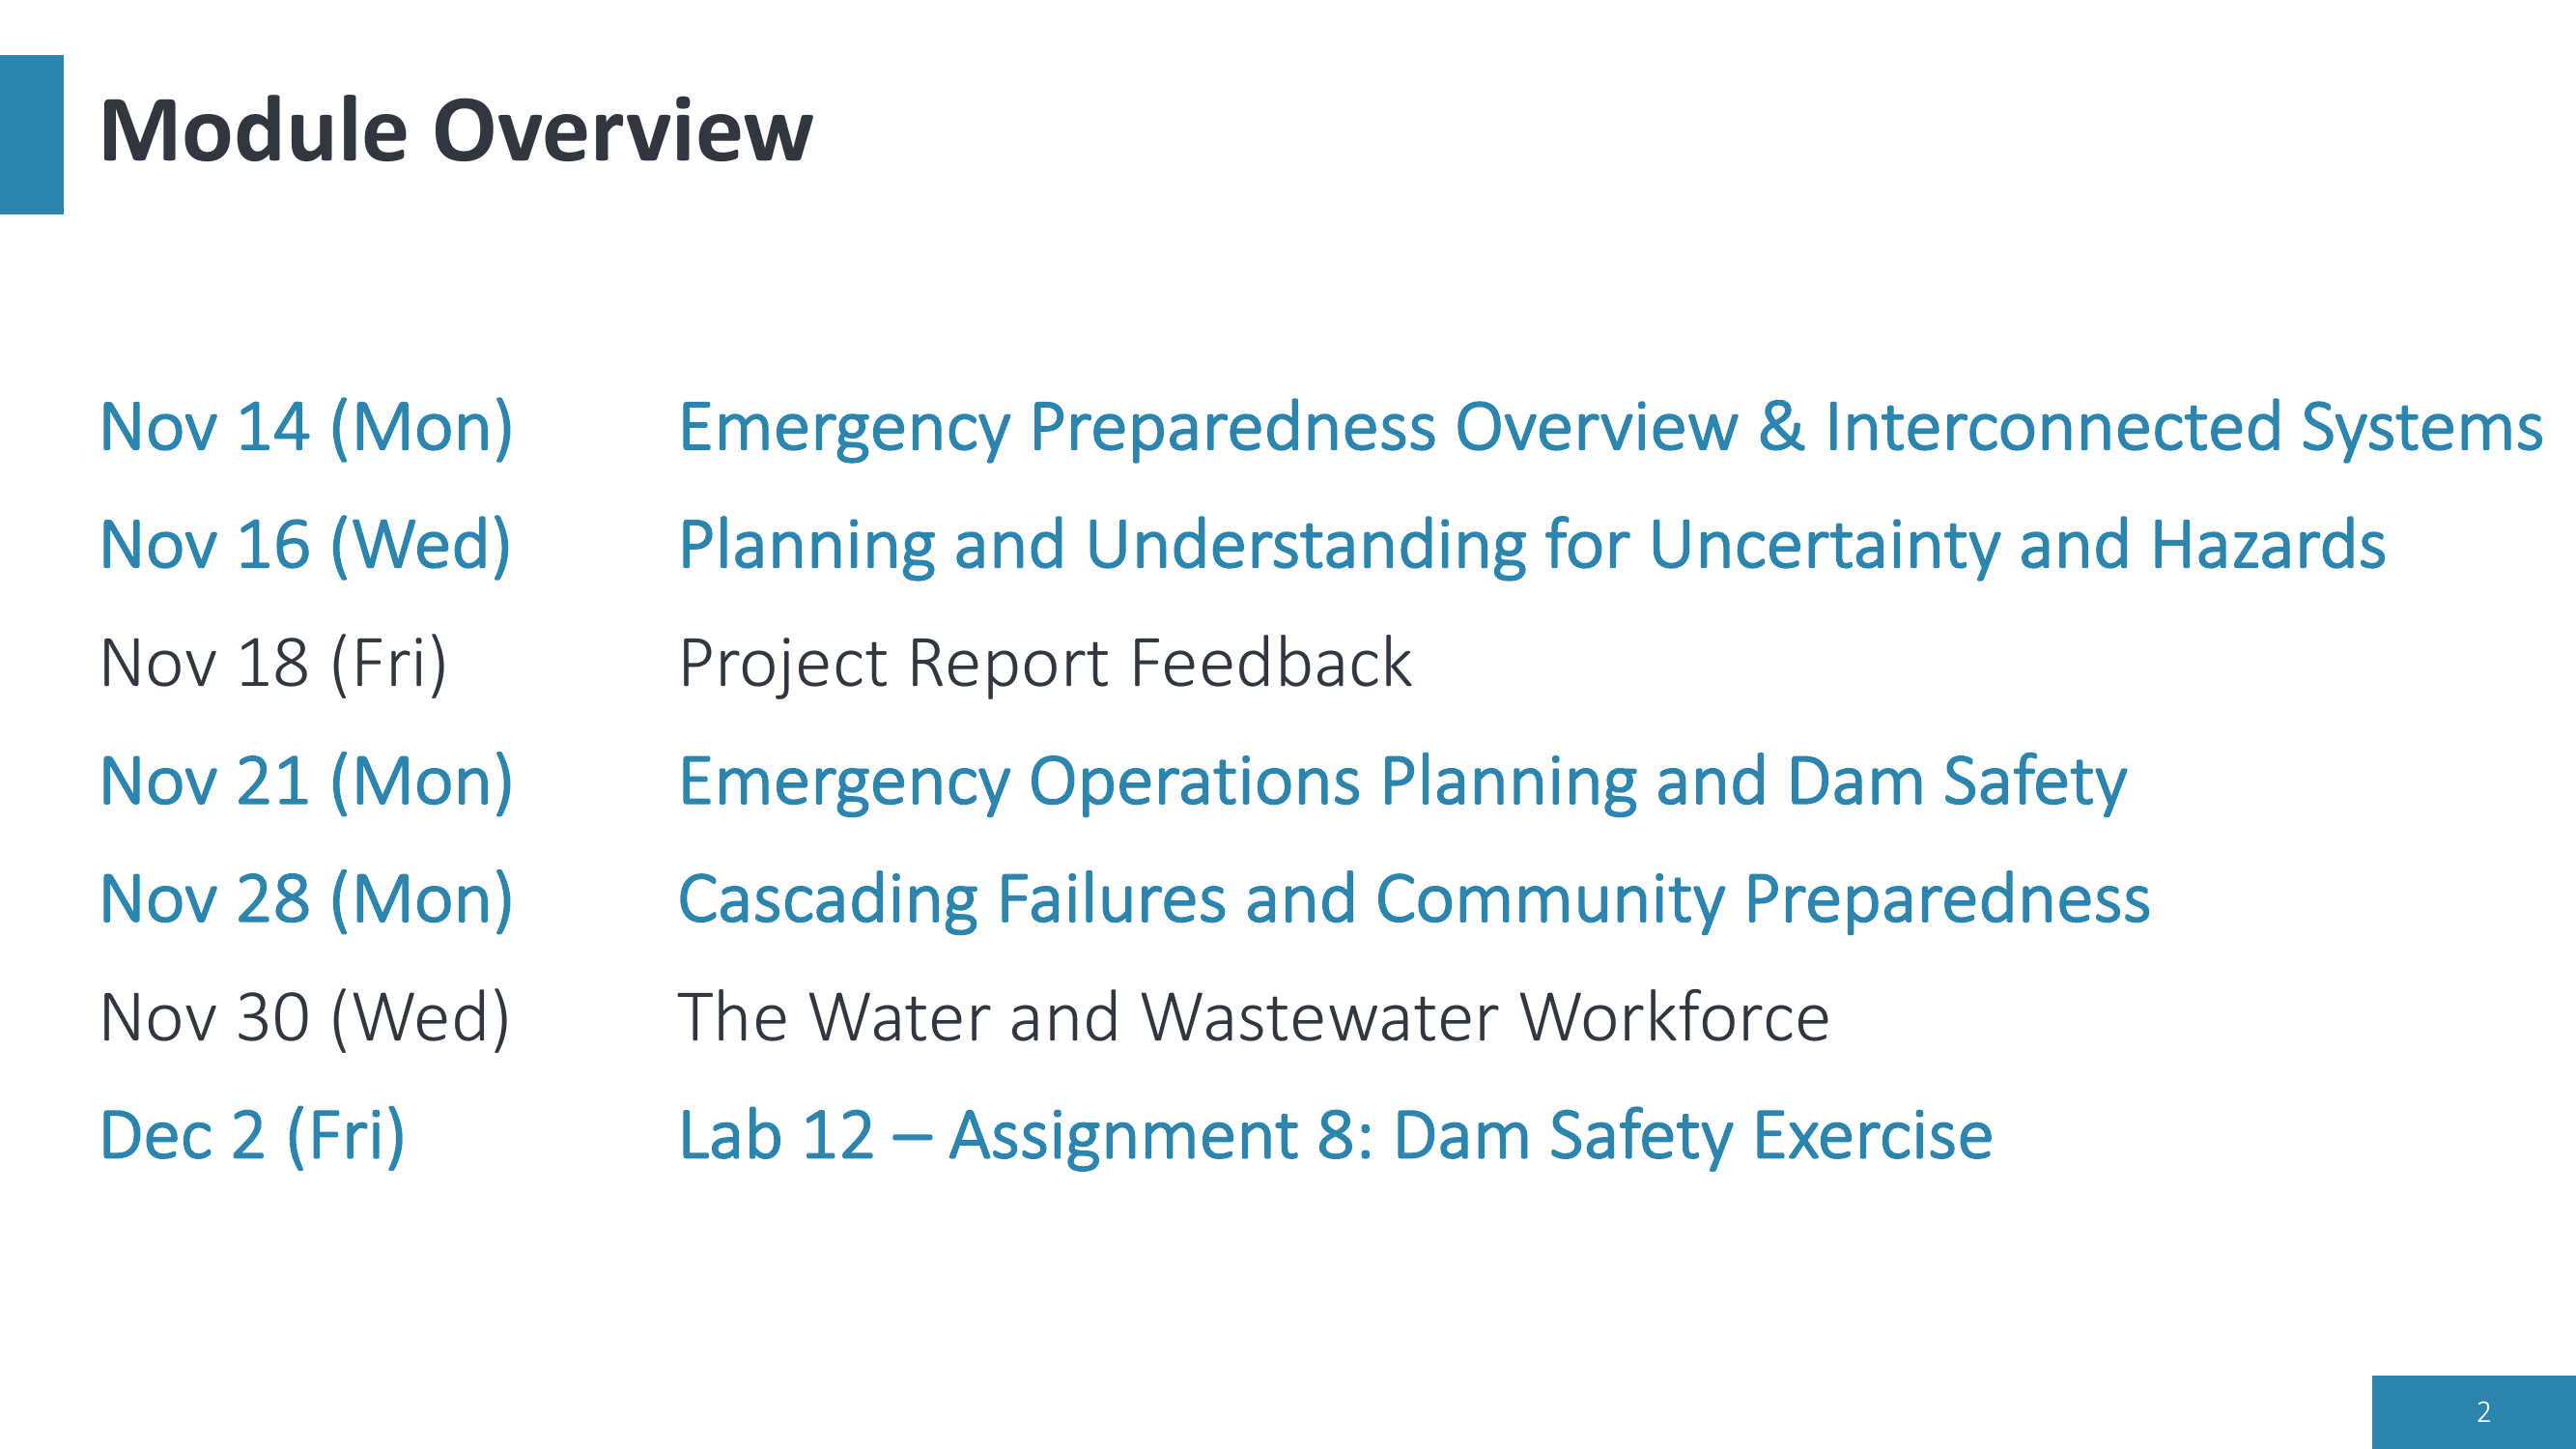 Module Overview
Nov 14 (Mon) Emergency Preparedness Overview & Interconnected Systems
Nov 16 (Wed) Planning and Understanding for Uncertainty and Hazards
Nov 18 (Fri) Project Report Feedback
Nov 21 (Mon) Emergency Operations Planning and Dam Safety
Nov 28 (Mon) Cascading Failures and Community Preparedness
Nov 30 (Wed) The Water and Wastewater Workforce
Dec 2 (Fri) Lab 12 – Assignment 8: Dam Safety Exercise
2